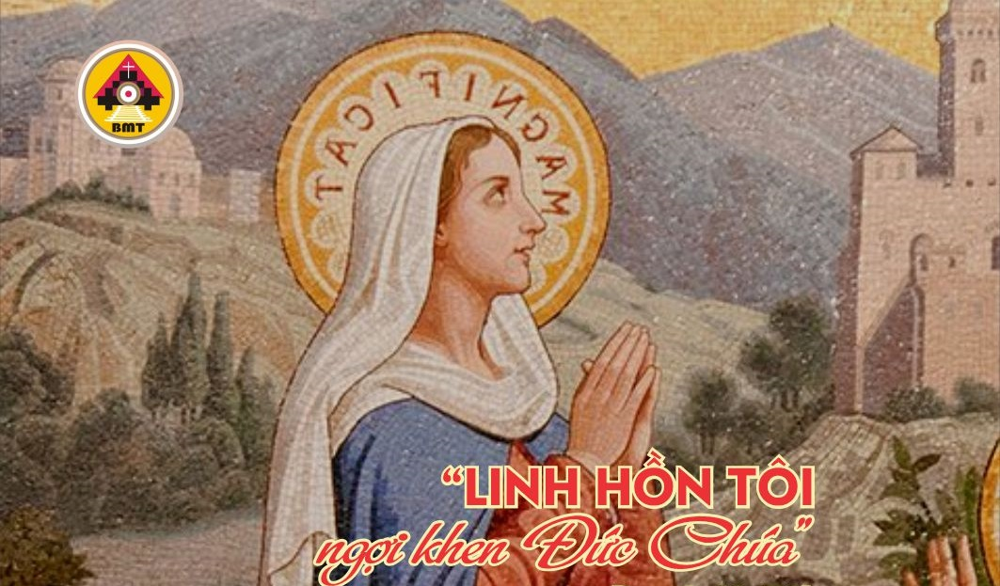 MAGNIFICAT
BMT
“LINH HỒN TÔI
ngợi khen Đức Chúa”